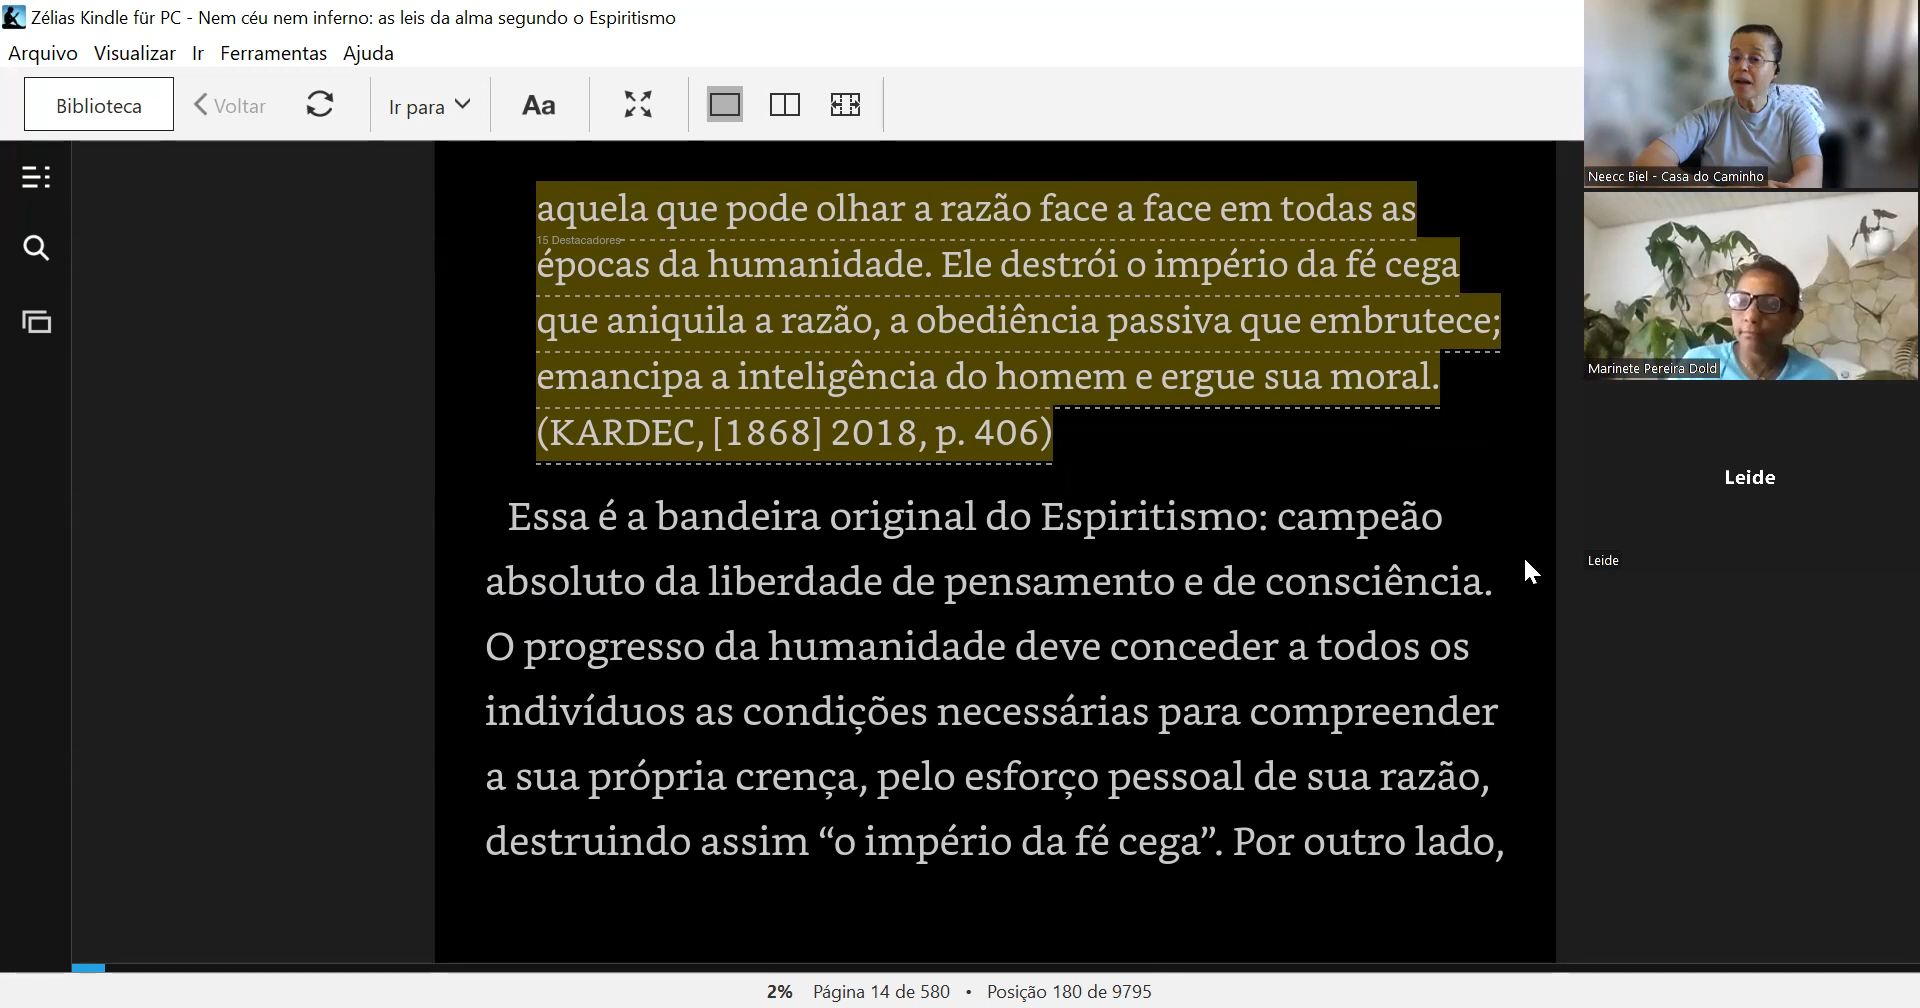 Zélias Kindle für PC - Nem céu nem inferno: as leis da alma segundo o Espiritismo
Arquivo Visualizar Ir Ferramentas Ajuda
Biblioteca Voltar Ir para Aa
aquela que pode olhar a razão face a face em todas as
15 Destacadores
épocas da humanidade. Ele destrói o império da fé cega
que aniquila a razão, a obediência passiva que embrutece;
emancipa a inteligência do homem e ergue sua moral.
(KARDEC, [1868] 2018, p. 406)
Essa é a bandeira original do Espiritismo: campeão
absoluto da liberdade de pensamento e de consciência.
O progresso da humanidade deve conceder a todos os
indivíduos as condições necessárias para compreender
a sua própria crença, pelo esforço pessoal de sua razão,
destruindo assim “o império da fé cega”. Por outro lado,
2% Página 14 de 580 • Posição 180 de 9795
Neecc Biel - Casa do Caminho
Marinete Pereira Dold
Leide
Leide